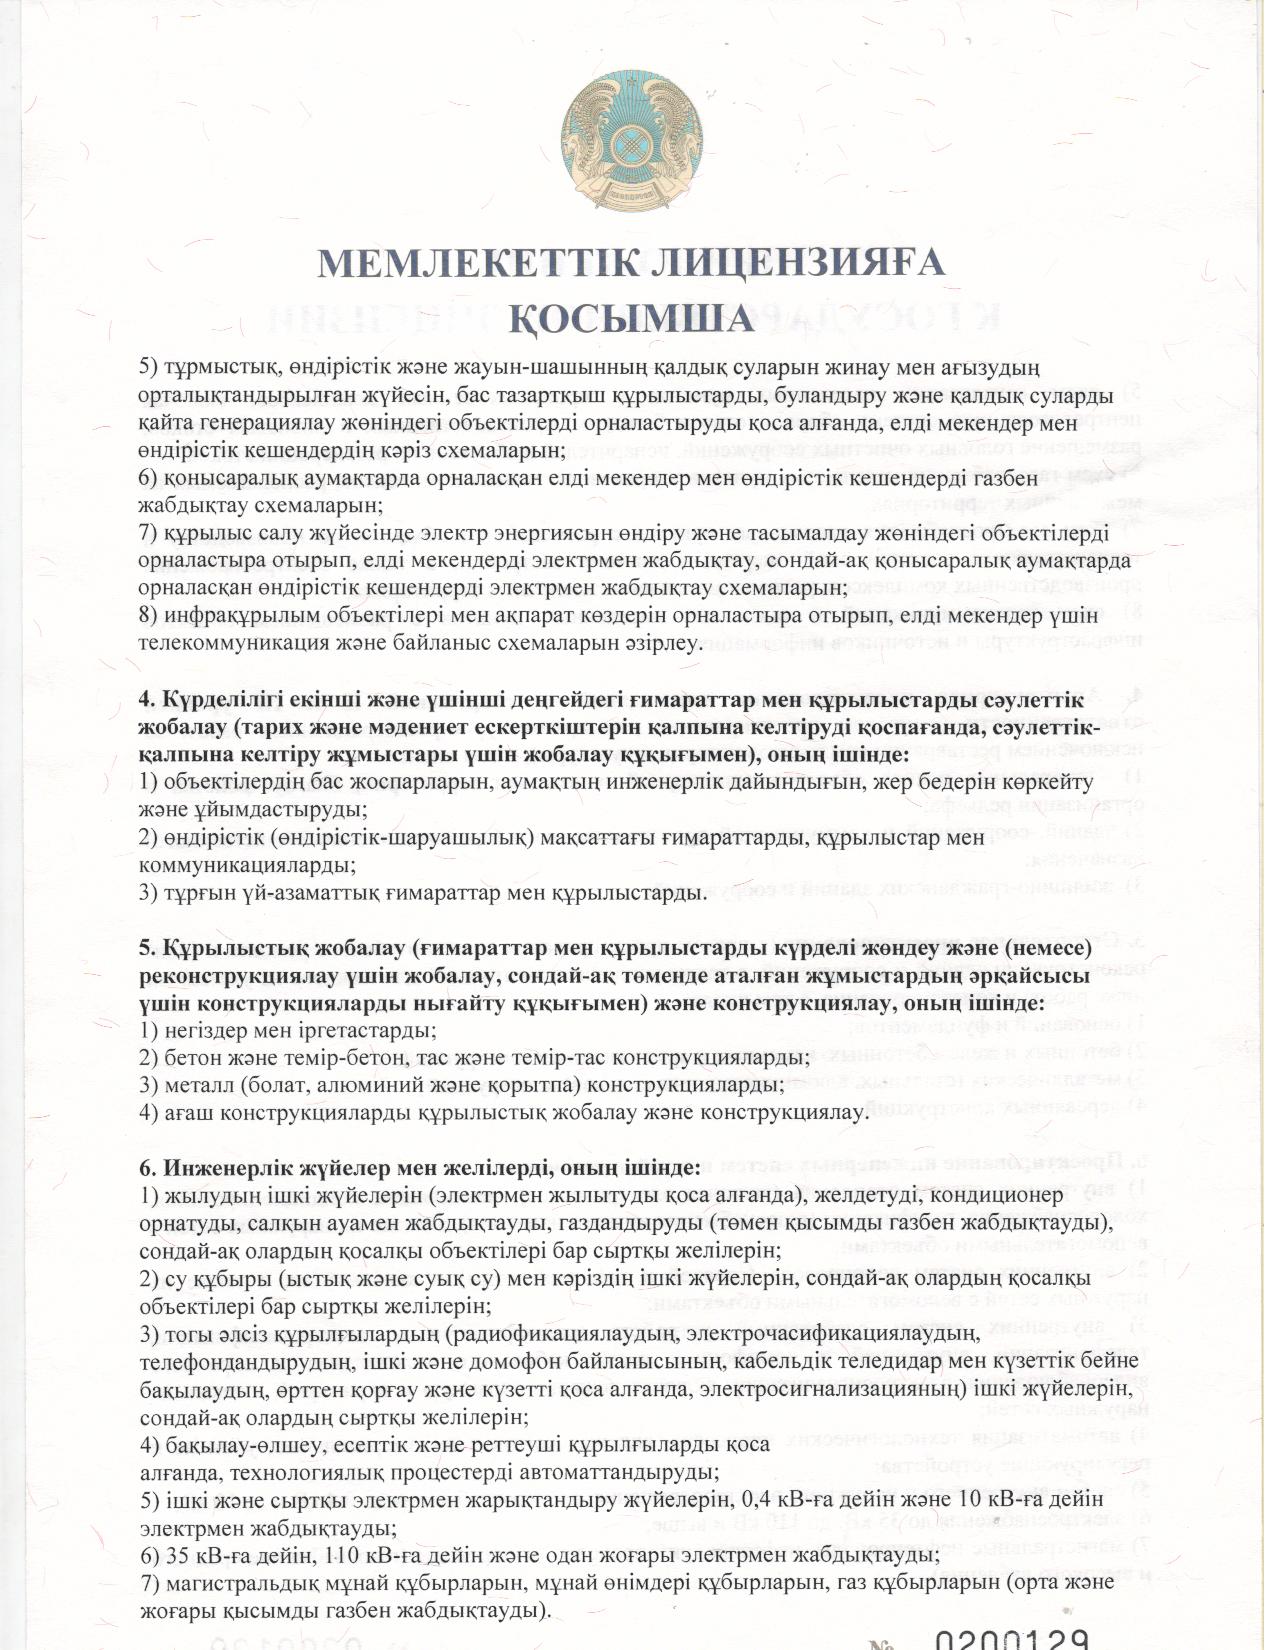 МЕМЛЕКЕТТІК ЛИЦЕНЗИЯҒА
ҚОСЫМША
5) тұрмыстық, өндірістік және жауын-шашынның қалдық суларын жинау мен ағызудың
орталықтандырылған жүйесін, бас тазартқыш құрылыстарды, буландыру және қалдық суларды
қайта генерациялау жөніндегі объектілерді орналастыруды қоса алғанда, елді мекендер мен
өндірістік кешендердің кәріз схемаларын;
6) қонысаралық аумақтарда орналасқан елді мекендер мен өндірістік кешендерді газбен
жабдықтау схемаларын;
7) құрылыс салу жүйесінде электр энергиясын өндіру және тасымалдау жөніндегі объектілерді
орналастыра отырып, елді мекендерді электрмен жабдықтау, сондай-ақ қонысаралық аумақтарда
орналасқан өндірістік кешендерді электрмен жабдықтау схемаларын;
8) инфрақұрылым объектілері мен ақпарат көздерін орналастыра отырып, елді мекендер үшін
телекоммуникация және байланыс схемаларын әзірлеу.
4. Күрделілігі екінші және үшінші деңгейдегі ғимараттар мен құрылыстарды сәулеттік
жобалау (тарих және мәдениет ескерткіштерін қалпына келтіруді қоспағанда, сәулеттік-
қалпына келтіру жұмыстары үшін жобалау құқығымен), оның ішінде:
1) объектілердің бас жоспарларын, аумақтың инженерлік дайындығын, жер бедерін көркейту
және ұйымдастыруды;
2) өндірістік (өндірістік-шаруашылық) мақсаттағы ғимараттарды, құрылыстар мен
коммуникацияларды;
3) тұрғын үй-азаматтық ғимараттар мен құрылыстарды.
5. Құрылыстық жобалау (ғимараттар мен құрылыстарды күрделі жөндеу және (немесе)
реконструкциялау үшін жобалау, сондай-ақ төменде аталған жұмыстардың әрқайсысы
үшін конструкцияларды нығайту құқығымен) және конструкциялау, оның ішінде:
1) негіздер мен іргетастарды;
2) бетон және темір-бетон, тас және темір-тас конструкцияларды;
3) металл (болат, алюминий және қорытпа) конструкцияларды;
4) ағаш конструкцияларды құрылыстық жобалау және конструкциялау.
6. Инженерлік жүйелер мен желілерді, оның ішінде:
1) жылудың ішкі жүйелерін (электрмен жылытуды қоса алғанда), желдетуді, кондиционер
орнатуды, салқын ауамен жабдықтауды, газдандыруды (төмен қысымды газбен жабдықтауды),
сондай-ақ олардың қосалқы объектілері бар сыртқы желілерін;
2) су құбыры (ыстық және суық су) мен кәріздің ішкі жүйелерін, сондай-ақ олардың қосалқы
объектілері бар сыртқы желілерін;
3) тогы әлсіз құрылғылардың (радиофикациялаудың, электрочасификациялаудың,
телефондандырудың, ішкі және домофон байланысының, кабельдік теледидар мен күзеттік бейне
бақылаудың, өрттен қорғау және күзетті қоса алғанда, электросигнализацияның) ішкі жүйелерін,
сондай-ақ олардың сыртқы желілерін;
4) бақылау-өлшеу, есептік және реттеуші құрылғыларды қоса
алғанда, технологиялық процестерді автоматтандыруды;
5) ішкі және сыртқы электрмен жарықтандыру жүйелерін, 0,4 кВ-ға дейін және 10 кВ-ға дейін
электрмен жабдықтауды;
6) 35 кВ-ға дейін, 110 кВ-ға дейін және одан жоғары электрмен жабдықтауды;
7) магистральдық мұнай құбырларын, мұнай өнімдері құбырларын, газ құбырларын (орта және
жоғары қысымды газбен жабдықтауды).
№ 0200129